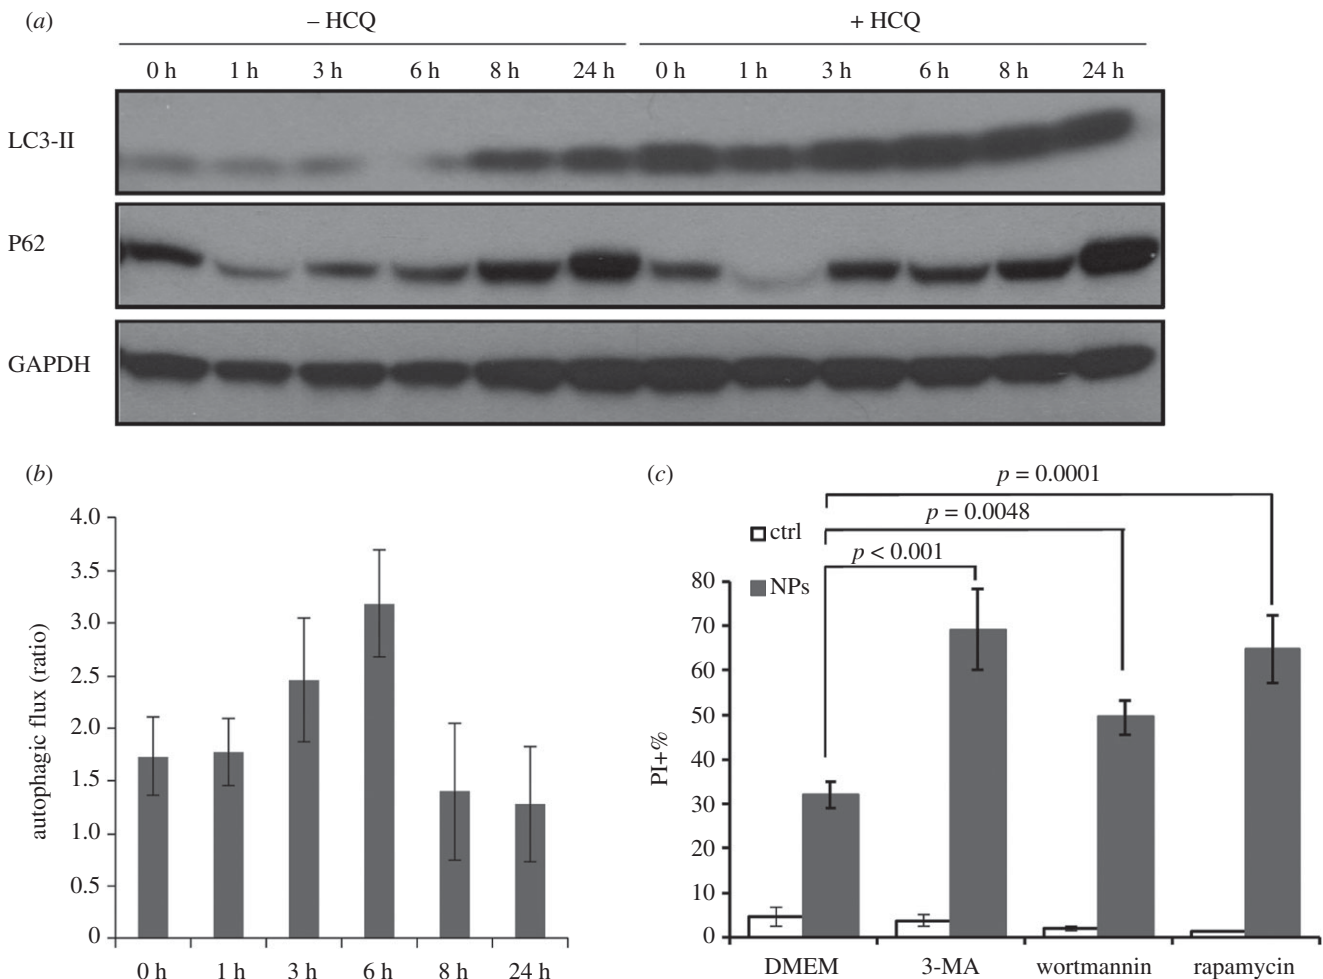 (a)
– HCQ + HCQ
0 h 1 h 3 h 6 h 8 h 24 h 0 h 1 h 3 h 6 h 8 h 24 h
LC3-II
P62
GAPDH
(b)
4.0
3.5
3.0
2.5
2.0
1.5
1.0
0.5
0
autophagic flux (ratio)
0 h 1 h 3 h 6 h 8 h 24 h
(c)
p = 0.0001
p = 0.0048
p < 0.001
ctrl
NPs
80
70
60
50
40
30
20
10
0
PI+%
DMEM 3-MA wortmannin rapamycin